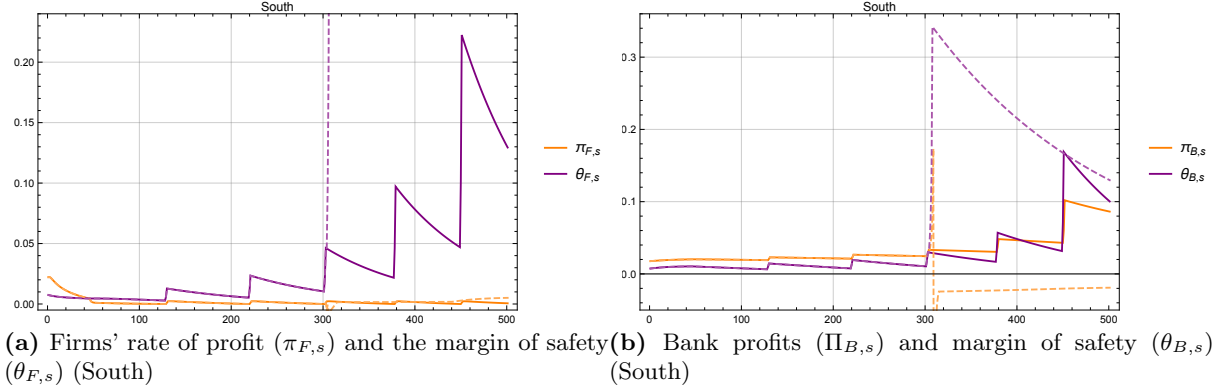 South
0.20
0.15
0.10
0.05
0.00
0 100 200 300 400 500
π_{F,s}
θ_{F,s}
(a) Firms' rate of profit (π_{F,s}) and the margin of safety
(θ_{F,s}) (South)
South
0.3
0.2
0.1
0.0
0 100 200 300 400 500
π_{B,s}
θ_{B,s}
(b) Bank profits (Π_{B,s}) and margin of safety (θ_{B,s})
(South)